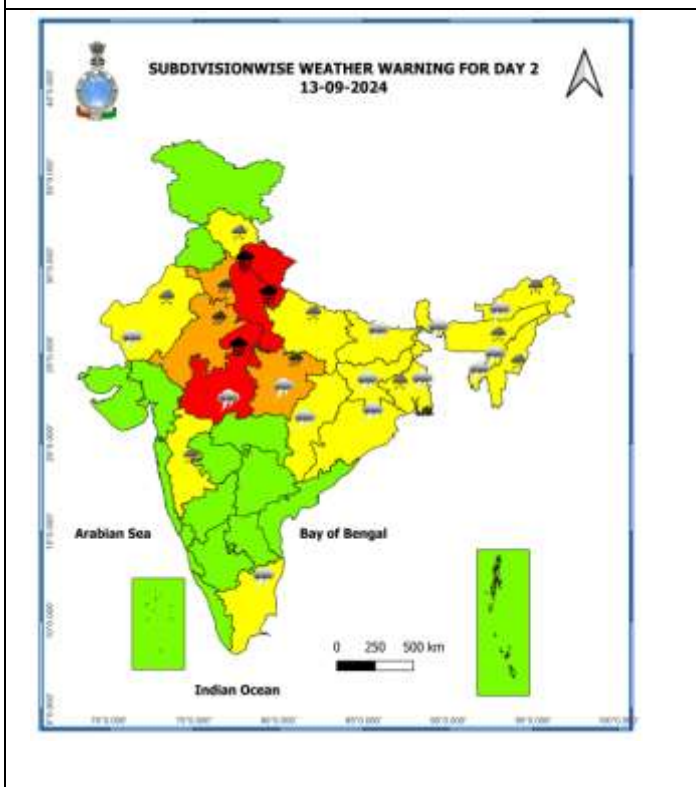 SUBDIVISIONWISE WEATHER WARNING FOR DAY 2
13-09-2024
Arabian Sea
Bay of Bengal
0 250 500 km
Indian Ocean